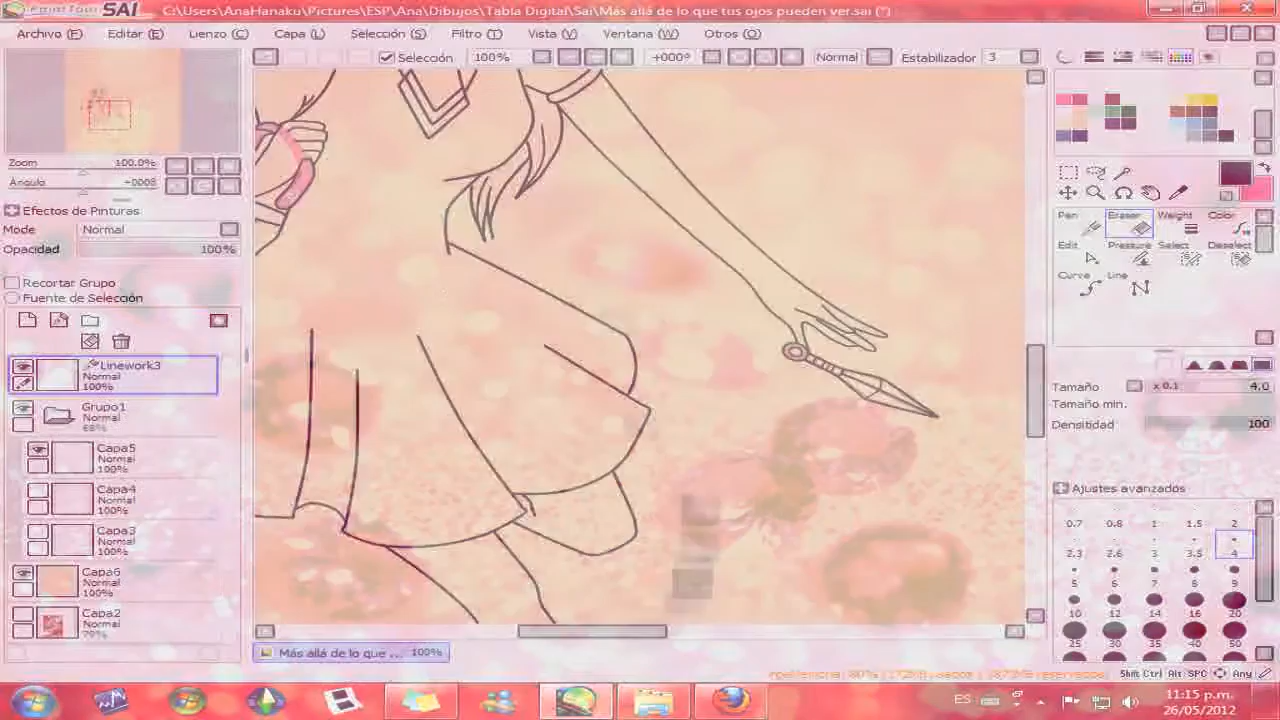 SAI C:\Users\AnaHanaku\Pictures\ESP\Ana\Dibujos\Tabla Digital\Sai\Más allá de lo que tus ojos pueden ver.sai (*)
Archivo (F) Editar (E) Lienzo (C) Capa (L) Selección (S) Filtro (T) Vista (V) Ventana (W) Otros (O)
Selección 100% +000º Normal Estabilizador 3
Zoom 100.0%
Ángulo +000ß
Efectos de Pinturas
Mode Normal
Opacidad 100%
Recortar Grupo
Fuente de Selección
Linework3
Normal
100%
Grupo1
Normal
68%
Capa5
Normal
100%
Capa4
Normal
100%
Capa3
Normal
100%
Capa6
Normal
100%
Capa2
Normal
79%
Pen Eraser Weight Color
Edit Pressure Select Deselect
Curve Line
Tamaño x 0.1 4.0
Tamaño min.
Densitidad 100
Ajustes avanzados
0.7 0.8 1 1.5 2
2.3 2.6 3 3.5 4
5 6 7 8 9
10 12 14 16 20
25 30 35 40 50
Más allá de lo que ... 100%
Shift Ctrl Alt SPC Any
ES 11:15 p.m.
26/05/2012